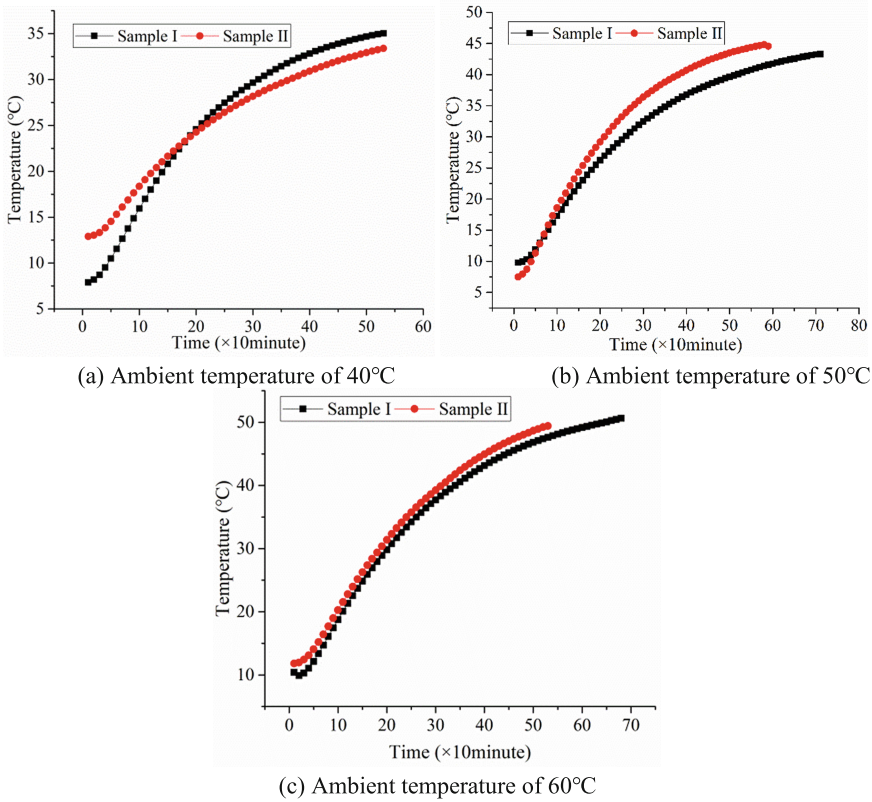 Sample I Sample II
35
30
25
20
15
10
5
Temperature (℃)
0 10 20 30 40 50 60
Time (×10minute)
(a) Ambient temperature of 40℃
Sample I Sample II
50
45
40
35
30
25
20
15
10
5
Temperature (℃)
0 10 20 30 40 50 60 70 80
Time (×10minute)
(b) Ambient temperature of 50℃
Sample I Sample II
50
40
30
20
10
Temperature (℃)
0 10 20 30 40 50 60 70
Time (×10minute)
(c) Ambient temperature of 60℃